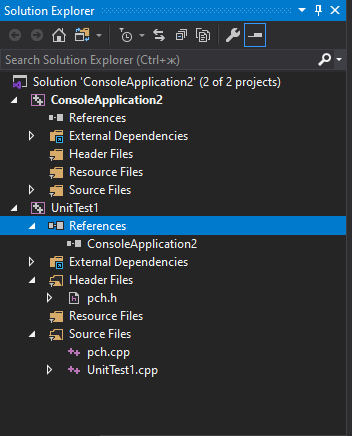 Solution Explorer
Search Solution Explorer (Ctrl+ж)
Solution 'ConsoleApplication2' (2 of 2 projects)
ConsoleApplication2
References
External Dependencies
Header Files
Resource Files
Source Files
UnitTest1
References
ConsoleApplication2
External Dependencies
Header Files
pch.h
Resource Files
Source Files
pch.cpp
UnitTest1.cpp